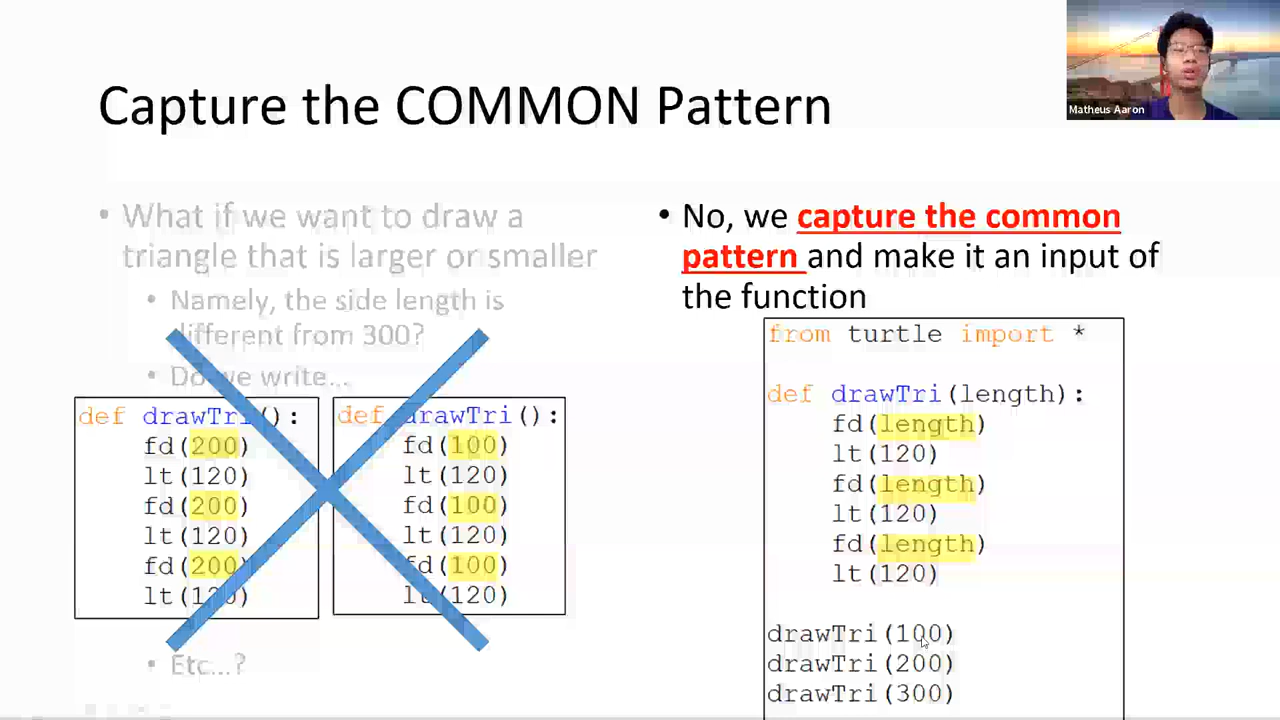 Capture the COMMON Pattern
Matheus Aaron
• What if we want to draw a
triangle that is larger or smaller
• Namely, the side length is
different from 300?
• Do we write...
def drawTri():
fd(200)
lt(120)
fd(200)
lt(120)
fd(200)
lt(120)
def drawTri():
fd(100)
lt(120)
fd(100)
lt(120)
fd(100)
lt(120)
• Etc...?
• No, we capture the common
pattern and make it an input of
the function
from turtle import *
def drawTri(length):
fd(length)
lt(120)
fd(length)
lt(120)
fd(length)
lt(120)
drawTri(100)
drawTri(200)
drawTri(300)